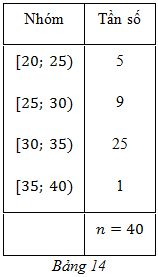 Nhóm Tần số
[20; 25) 5
[25; 30) 9
[30; 35) 25
[35; 40) 1
n = 40
Bảng 14